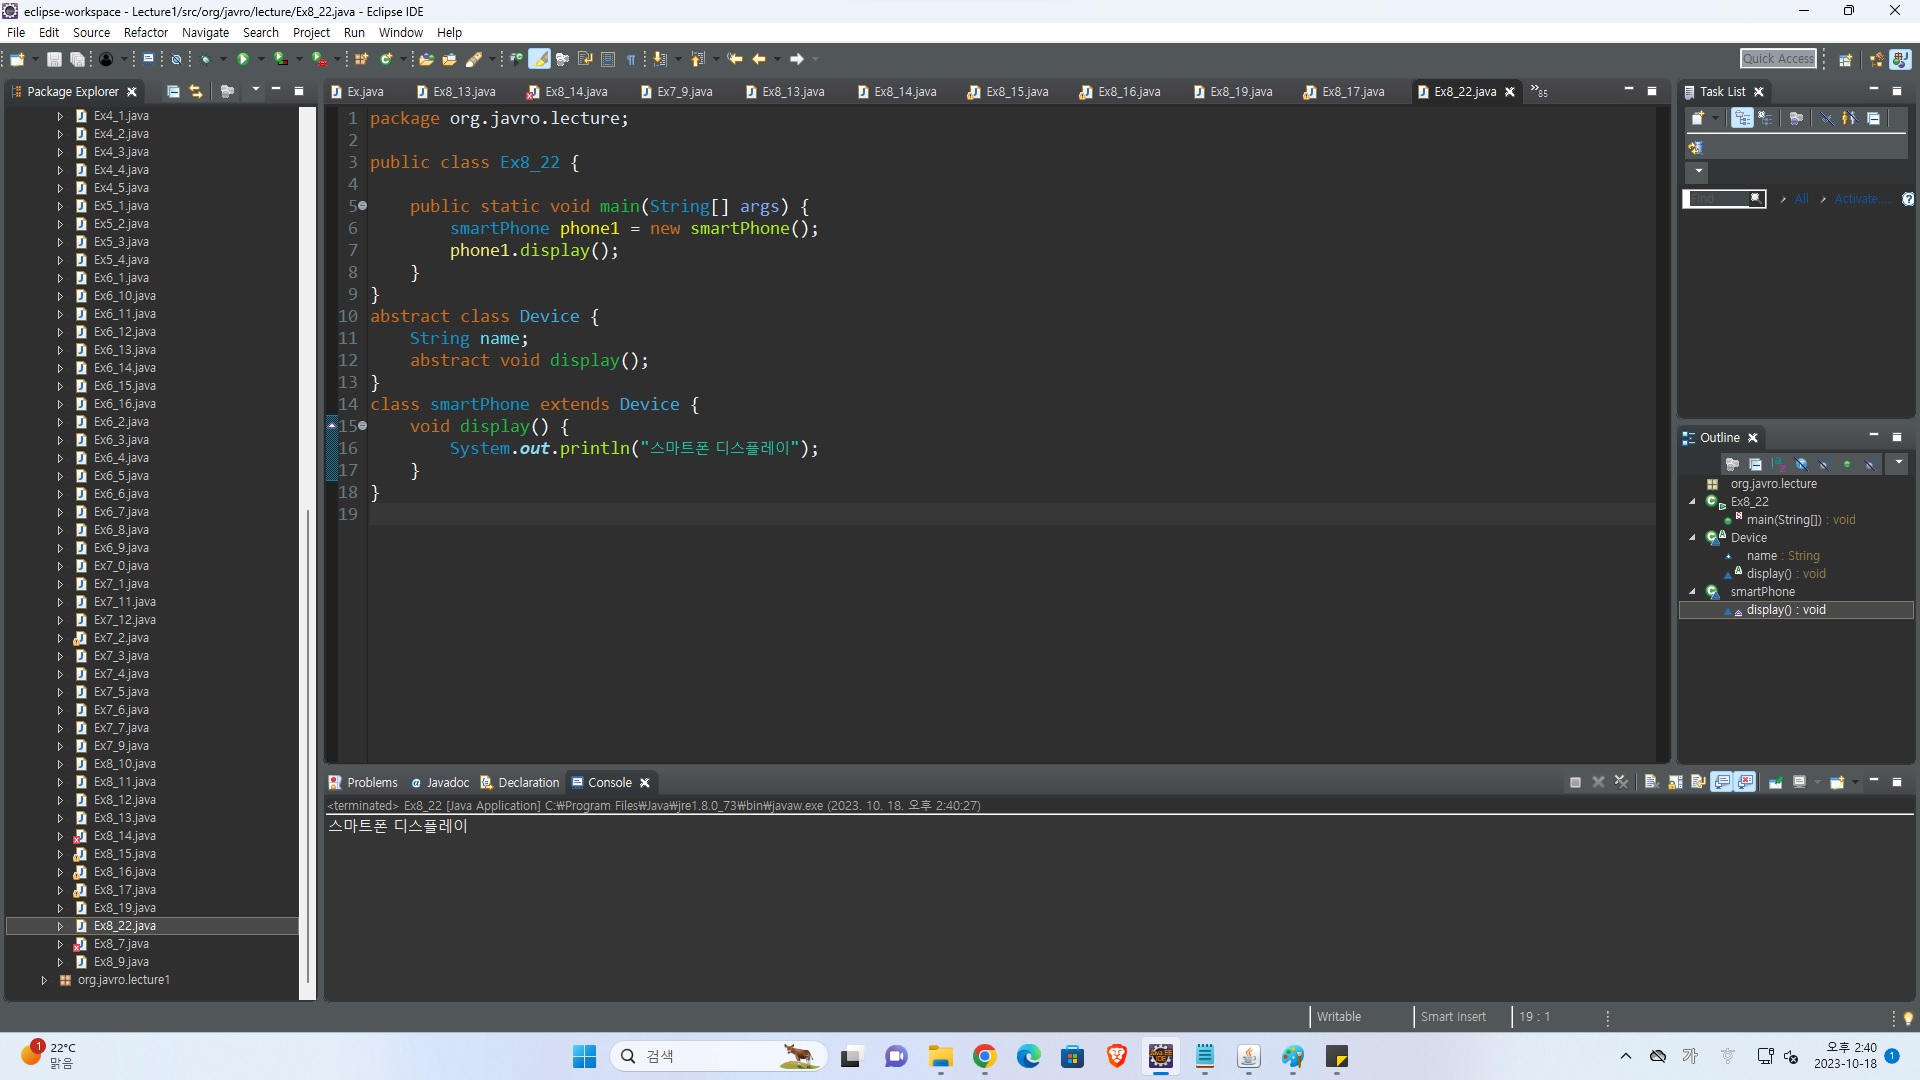 eclipse-workspace - Lecture1/src/org/javro/lecture/Ex8_22.java - Eclipse IDE
File Edit Source Refactor Navigate Search Project Run Window Help
Quick Access
Package Explorer
Ex4_1.java
Ex4_2.java
Ex4_3.java
Ex4_4.java
Ex4_5.java
Ex5_1.java
Ex5_2.java
Ex5_3.java
Ex5_4.java
Ex6_1.java
Ex6_10.java
Ex6_11.java
Ex6_12.java
Ex6_13.java
Ex6_14.java
Ex6_15.java
Ex6_16.java
Ex6_2.java
Ex6_3.java
Ex6_4.java
Ex6_5.java
Ex6_6.java
Ex6_7.java
Ex6_8.java
Ex6_9.java
Ex7_0.java
Ex7_1.java
Ex7_11.java
Ex7_12.java
Ex7_2.java
Ex7_3.java
Ex7_4.java
Ex7_5.java
Ex7_6.java
Ex7_7.java
Ex7_9.java
Ex8_10.java
Ex8_11.java
Ex8_12.java
Ex8_13.java
Ex8_14.java
Ex8_15.java
Ex8_16.java
Ex8_17.java
Ex8_19.java
Ex8_22.java
Ex8_7.java
Ex8_9.java
org.javro.lecture1
Ex.java Ex8_13.java Ex8_14.java Ex7_9.java Ex8_13.java Ex8_14.java Ex8_15.java Ex8_16.java Ex8_19.java Ex8_17.java Ex8_22.java »85
1 package org.javro.lecture;
2
3 public class Ex8_22 {
4
5 public static void main(String[] args) {
6 smartPhone phone1 = new smartPhone();
7 phone1.display();
8 }
9 }
10 abstract class Device {
11 String name;
12 abstract void display();
13 }
14 class smartPhone extends Device {
15 void display() {
16 System.out.println("스마트폰 디스플레이");
17 }
18 }
19
Task List
Find All Activate...
Outline
org.javro.lecture
Ex8_22
main(String[]) : void
Device
name : String
display() : void
smartPhone
display() : void
Problems Javadoc Declaration Console
<terminated> Ex8_22 [Java Application] C:₩Program Files₩Java₩jre1.8.0_73₩bin₩javaw.exe (2023. 10. 18. 오후 2:40:27)
스마트폰 디스플레이
Writable Smart Insert 19 : 1
1
22°C
맑음
검색
가
오후 2:40
2023-10-18
1